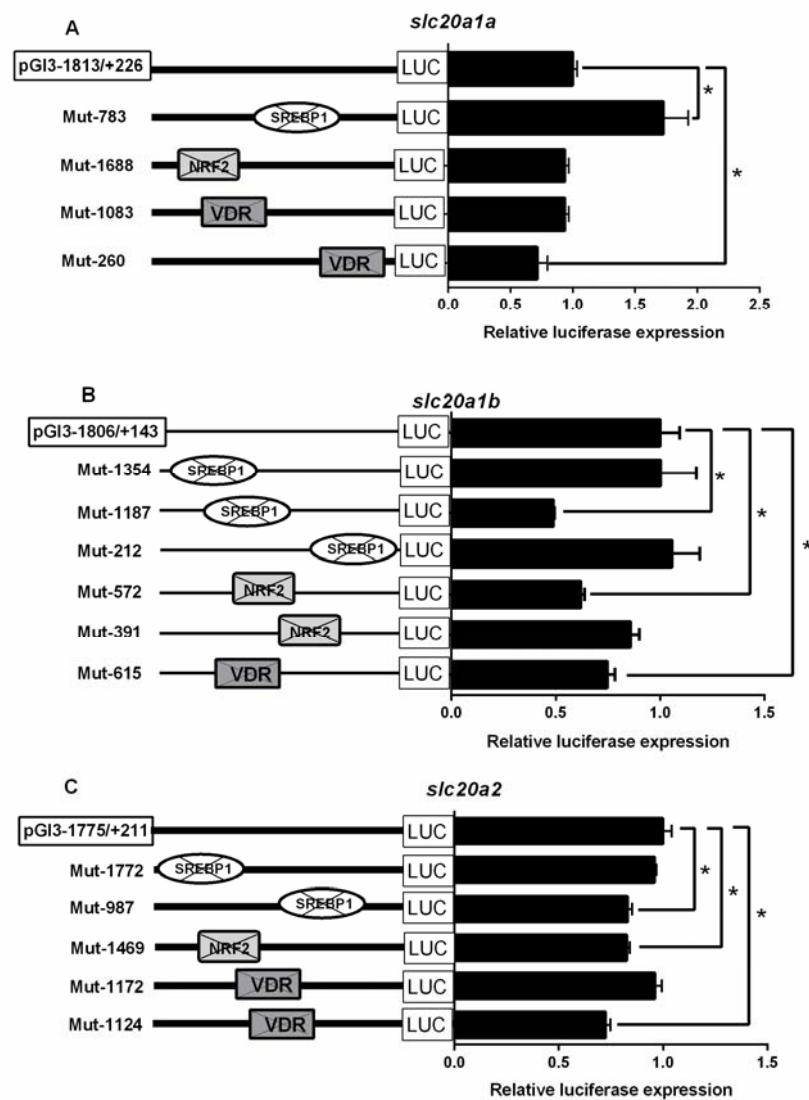 A
slc20a1a
pGl3-1813/+226 LUC
Mut-783 SREBP1 LUC
*
Mut-1688 NRF2 LUC
*
Mut-1083 VDR LUC
Mut-260 VDR LUC
0.0 0.5 1.0 1.5 2.0 2.5
Relative luciferase expression
B
slc20a1b
pGl3-1806/+143 LUC
Mut-1354 SREBP1 LUC
*
Mut-1187 SREBP1 LUC
*
Mut-212 SREBP1 LUC
*
Mut-572 NRF2 LUC
Mut-391 NRF2 LUC
Mut-615 VDR LUC
0.0 0.5 1.0 1.5
Relative luciferase expression
C
slc20a2
pGl3-1775/+211 LUC
Mut-1772 SREBP1 LUC
* * *
Mut-987 SREBP1 LUC
Mut-1469 NRF2 LUC
Mut-1172 VDR LUC
Mut-1124 VDR LUC
0.0 0.5 1.0 1.5
Relative luciferase expression